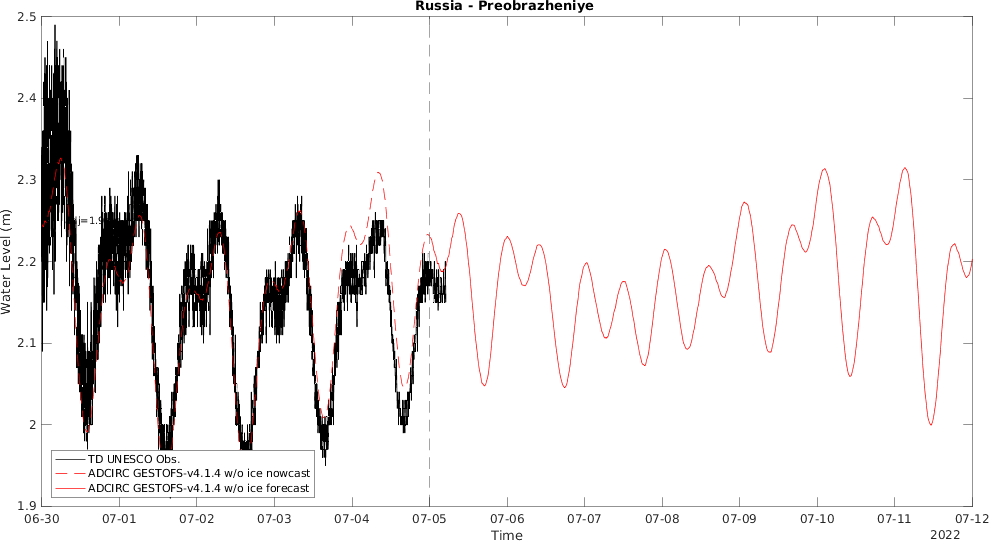 Russia - Preobrazheniye
2.5
2.4
2.3
2.2
2.1
2
1.9
Water Level (m)
TD UNESCO Obs.
ADCIRC GESTOFS-v4.1.4 w/o ice nowcast
ADCIRC GESTOFS-v4.1.4 w/o ice forecast
06-30 07-01 07-02 07-03 07-04 07-05 07-06 07-07 07-08 07-09 07-10 07-11 07-12
Time
2022